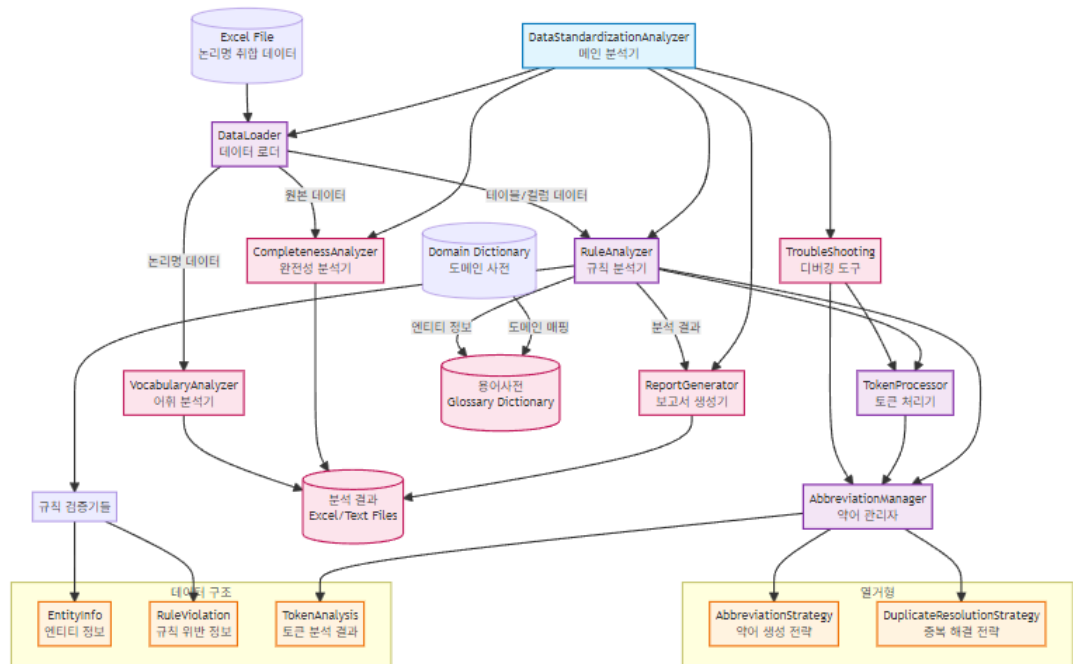 Excel File
논리명 취합 데이터
DataStandardizationAnalyzer
메인 분석기
DataLoader
데이터 로더
원본 데이터
테이블/컬럼 데이터
논리명 데이터
CompletenessAnalyzer
완전성 분석기
Domain Dictionary
도메인 사전
RuleAnalyzer
규칙 분석기
TroubleShooting
디버깅 도구
엔티티 정보
도메인 매핑
분석 결과
VocabularyAnalyzer
어휘 분석기
용어사전
Glossary Dictionary
ReportGenerator
보고서 생성기
TokenProcessor
토큰 처리기
규칙 검증기들
분석 결과
Excel/Text Files
AbbreviationManager
약어 관리자
데이터 구조
EntityInfo
엔티티 정보
RuleViolation
규칙 위반 정보
TokenAnalysis
토큰 분석 결과
열거형
AbbreviationStrategy
약어 생성 전략
DuplicateResolutionStrategy
중복 해결 전략